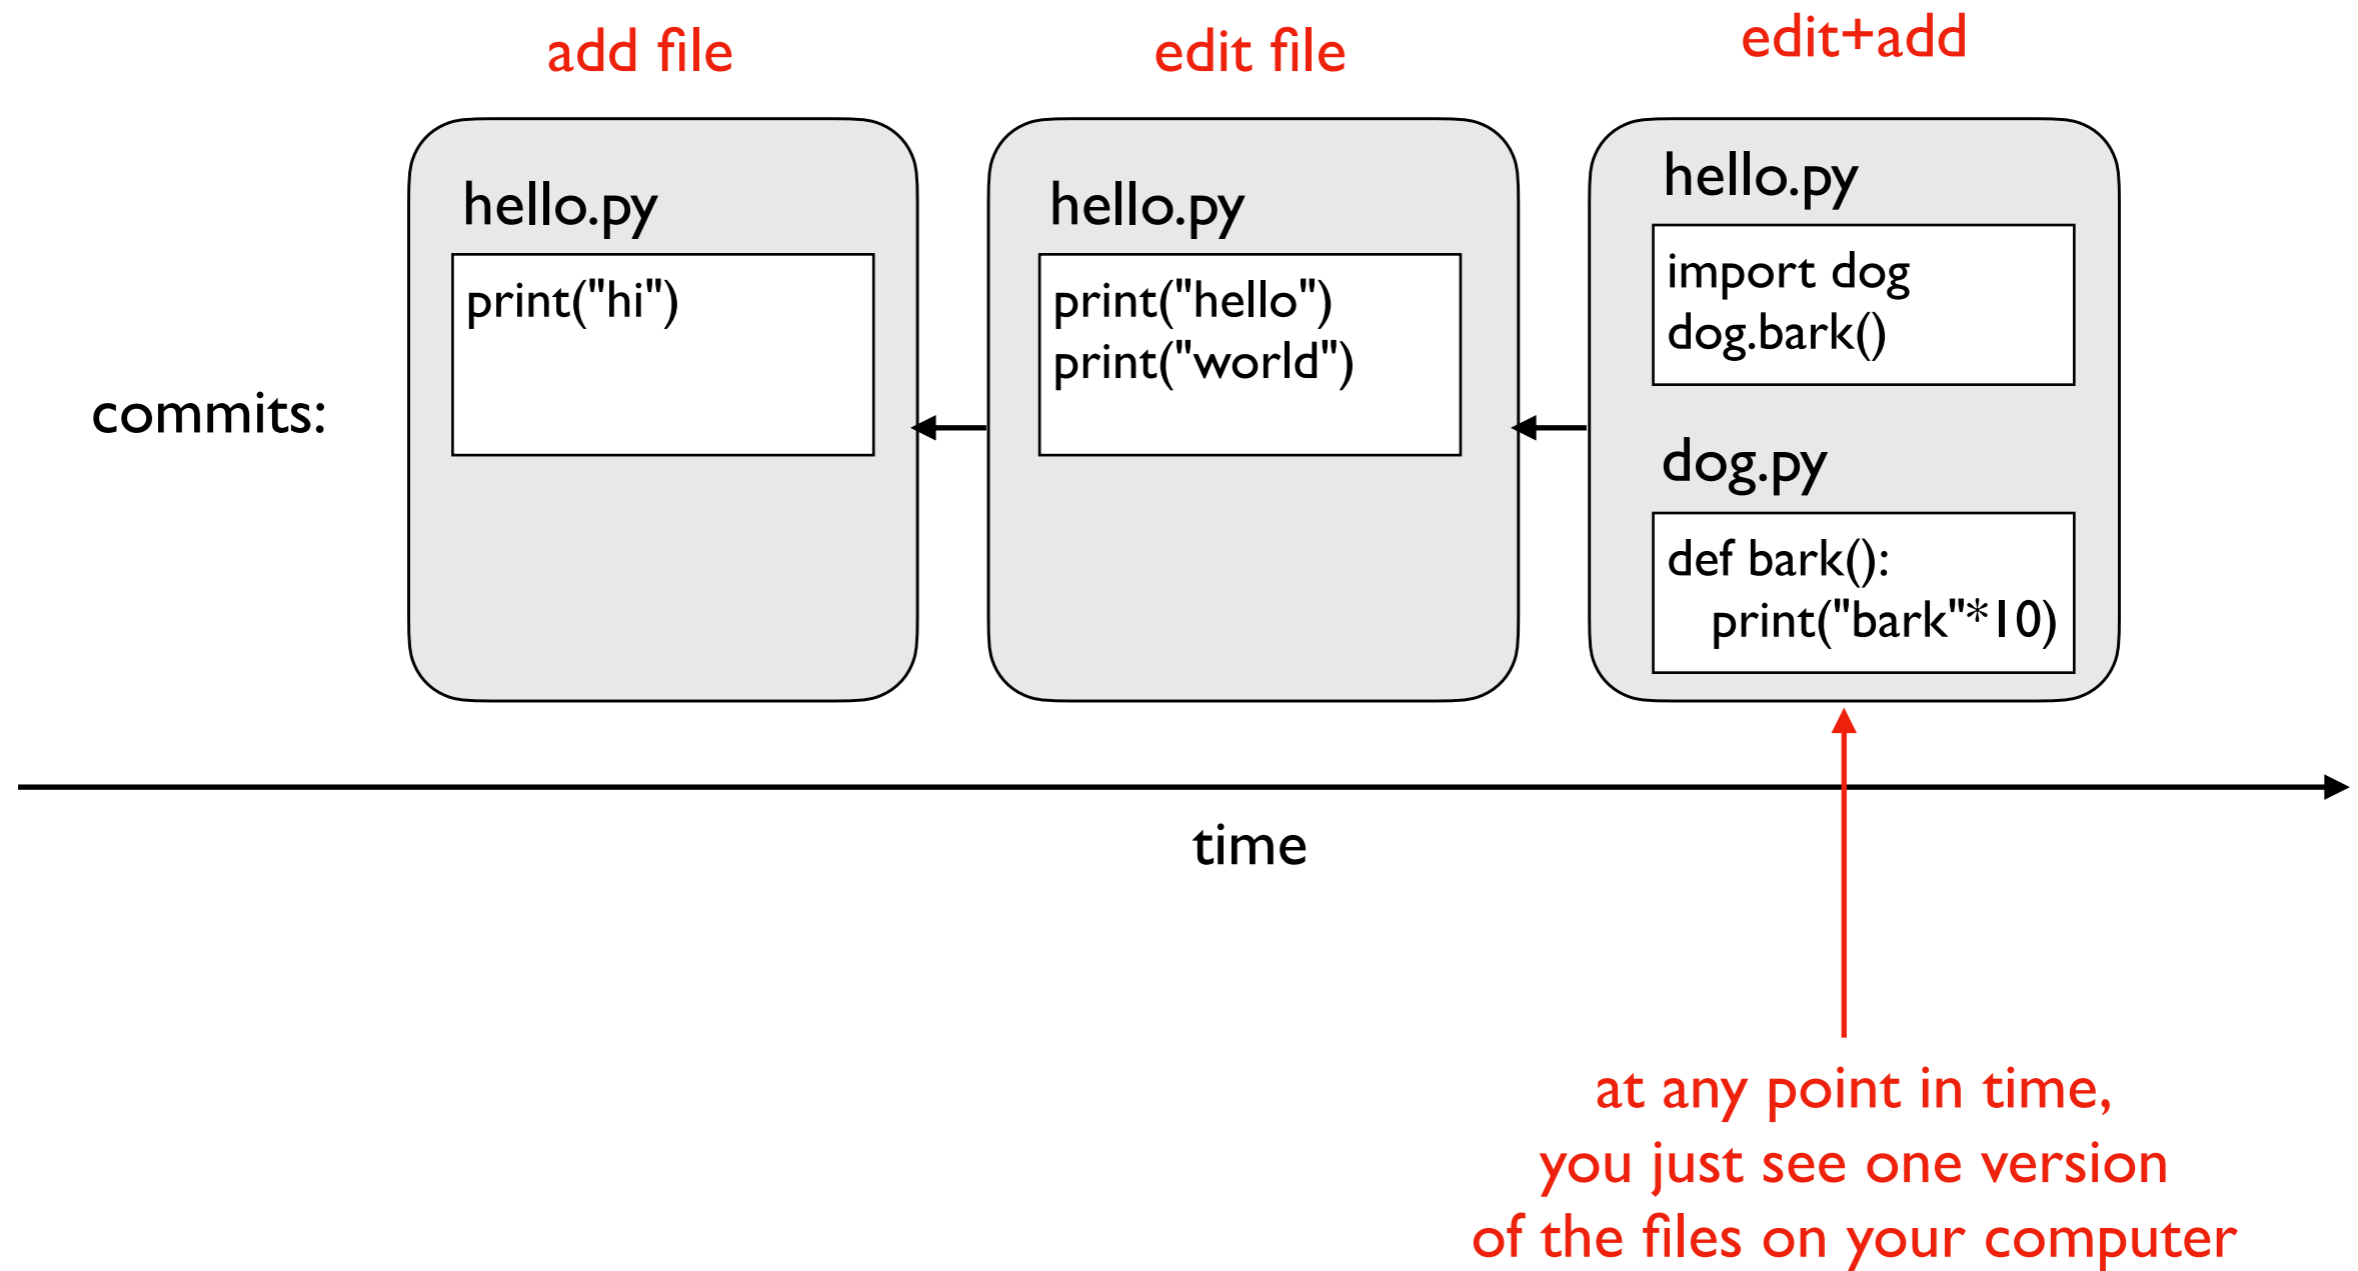 add file
edit file
edit+add
commits:
hello.py
print("hi")
hello.py
print("hello")
print("world")
hello.py
import dog
dog.bark()
dog.py
def bark():
    print("bark"*10)
time
at any point in time,
you just see one version
of the files on your computer